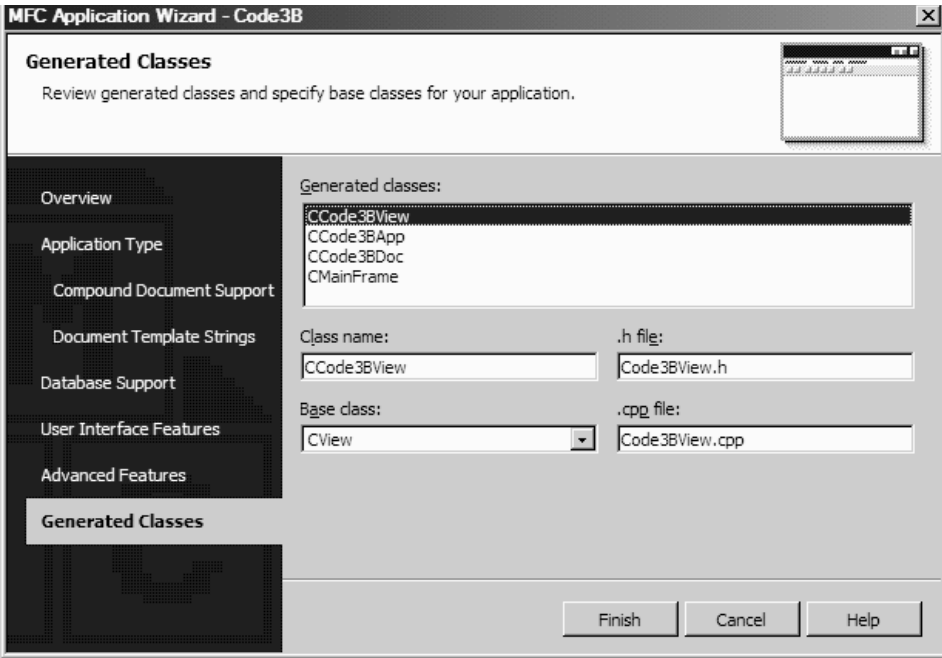 MFC Application Wizard - Code3B
Generated Classes
Review generated classes and specify base classes for your application.
Overview
Application Type
Compound Document Support
Document Template Strings
Database Support
User Interface Features
Advanced Features
Generated Classes
Generated classes:
CCode3BView
CCode3BApp
CCode3BDoc
CMainFrame
Class name:
.h file:
CCode3BView
Code3BView.h
Base class:
.cpp file:
CView
Code3BView.cpp
Finish
Cancel
Help